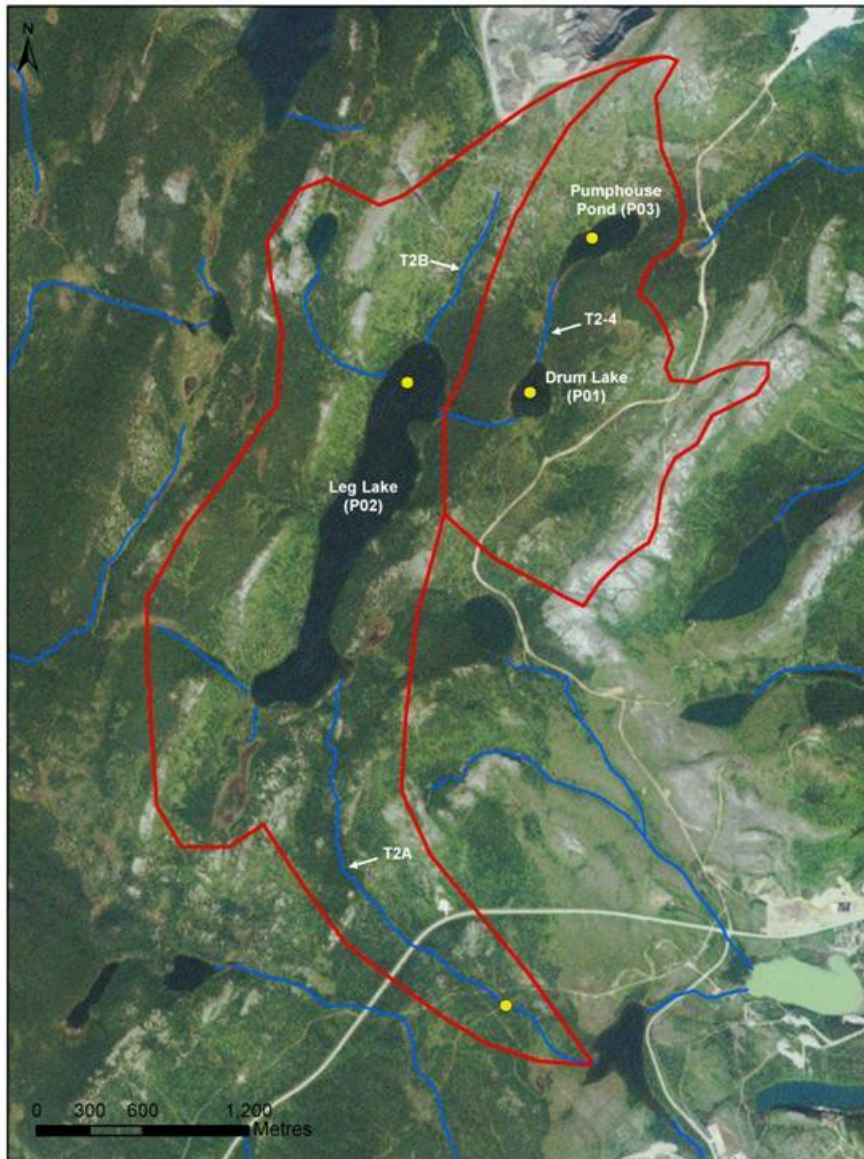 N
Pumphouse
Pond (P03)
T2B
T2-4
Drum Lake
(P01)
Leg Lake
(P02)
T2A
0 300 600 1,200
Metres